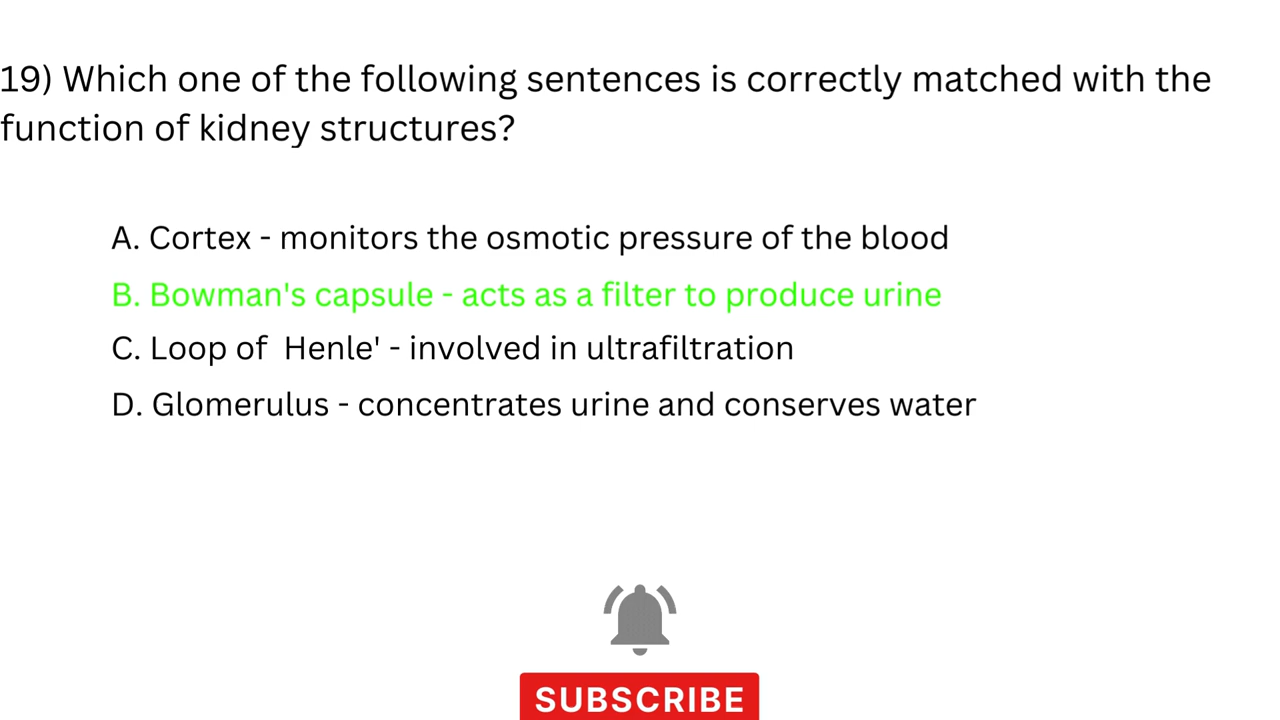 19) Which one of the following sentences is correctly matched with the
function of kidney structures?
A. Cortex - monitors the osmotic pressure of the blood
B. Bowman's capsule - acts as a filter to produce urine
C. Loop of  Henle' - involved in ultrafiltration
D. Glomerulus - concentrates urine and conserves water
SUBSCRIBE